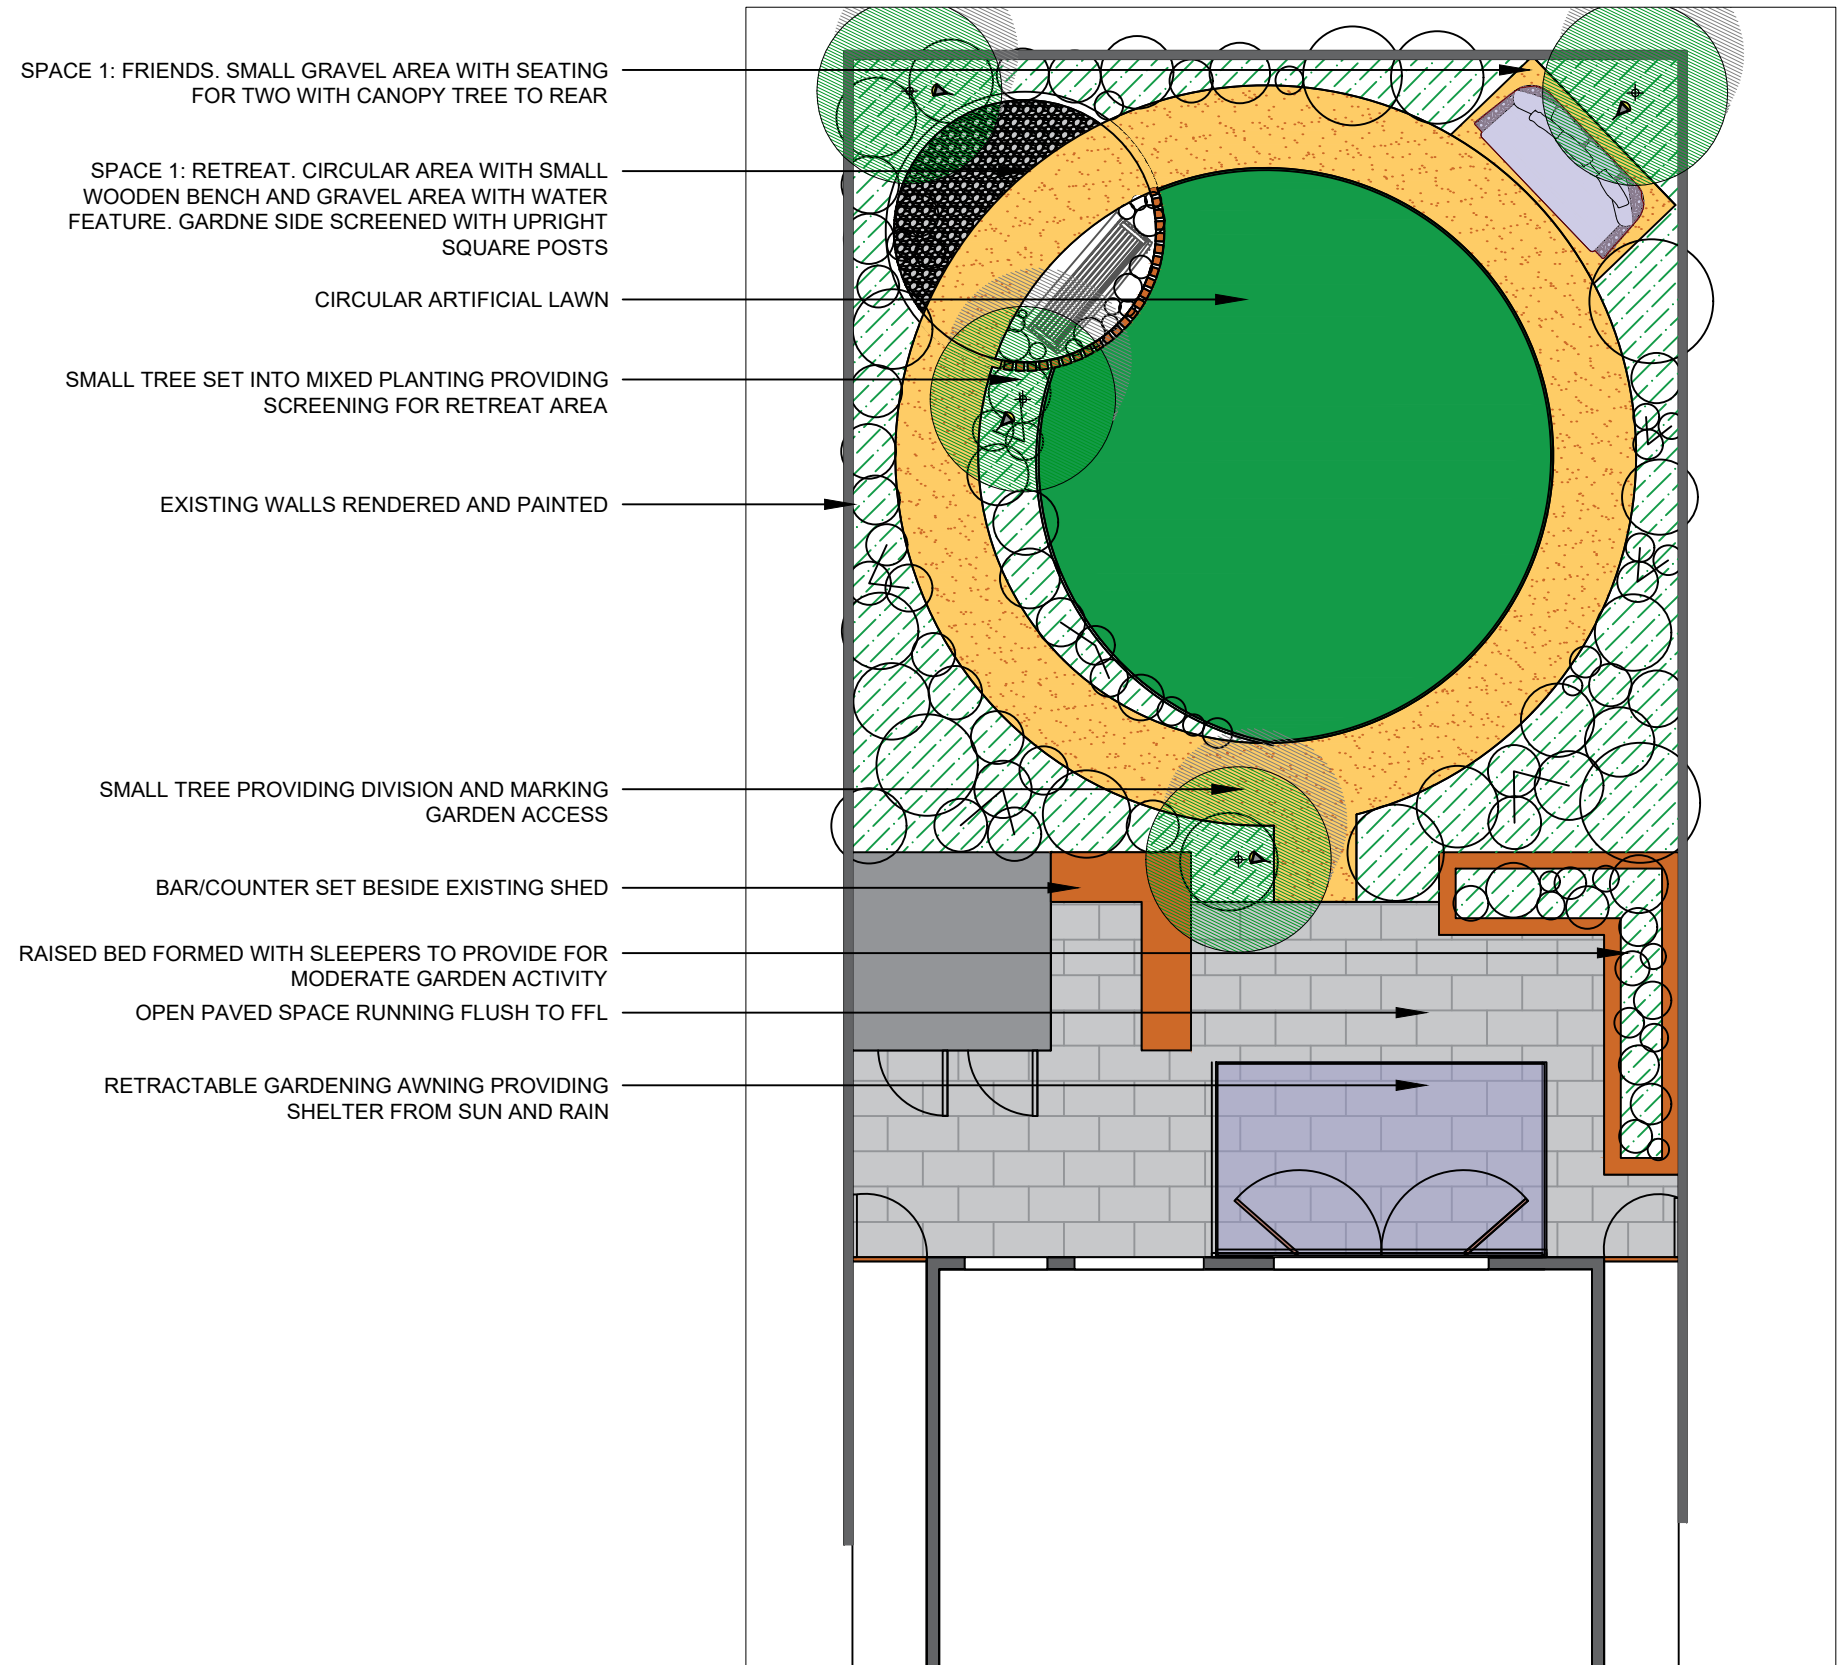 SPACE 1: FRIENDS. SMALL GRAVEL AREA WITH SEATING
FOR TWO WITH CANOPY TREE TO REAR
SPACE 1: RETREAT. CIRCULAR AREA WITH SMALL
WOODEN BENCH AND GRAVEL AREA WITH WATER
FEATURE. GARDNE SIDE SCREENED WITH UPRIGHT
SQUARE POSTS
CIRCULAR ARTIFICIAL LAWN
SMALL TREE SET INTO MIXED PLANTING PROVIDING
SCREENING FOR RETREAT AREA
EXISTING WALLS RENDERED AND PAINTED
SMALL TREE PROVIDING DIVISION AND MARKING
GARDEN ACCESS
BAR/COUNTER SET BESIDE EXISTING SHED
RAISED BED FORMED WITH SLEEPERS TO PROVIDE FOR
MODERATE GARDEN ACTIVITY
OPEN PAVED SPACE RUNNING FLUSH TO FFL
RETRACTABLE GARDENING AWNING PROVIDING
SHELTER FROM SUN AND RAIN